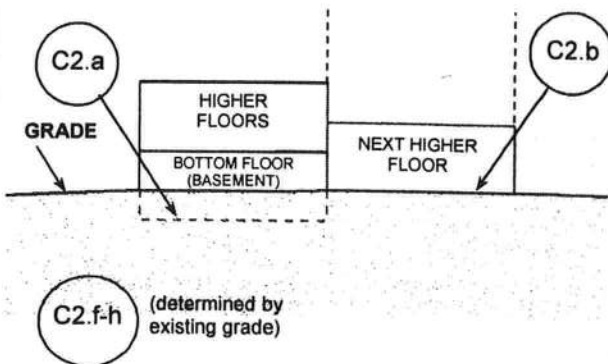 C2.a
C2.b
HIGHER
FLOORS
GRADE
NEXT HIGHER
FLOOR
BOTTOM FLOOR
(BASEMENT)
C2.f-h
(determined by
existing grade)